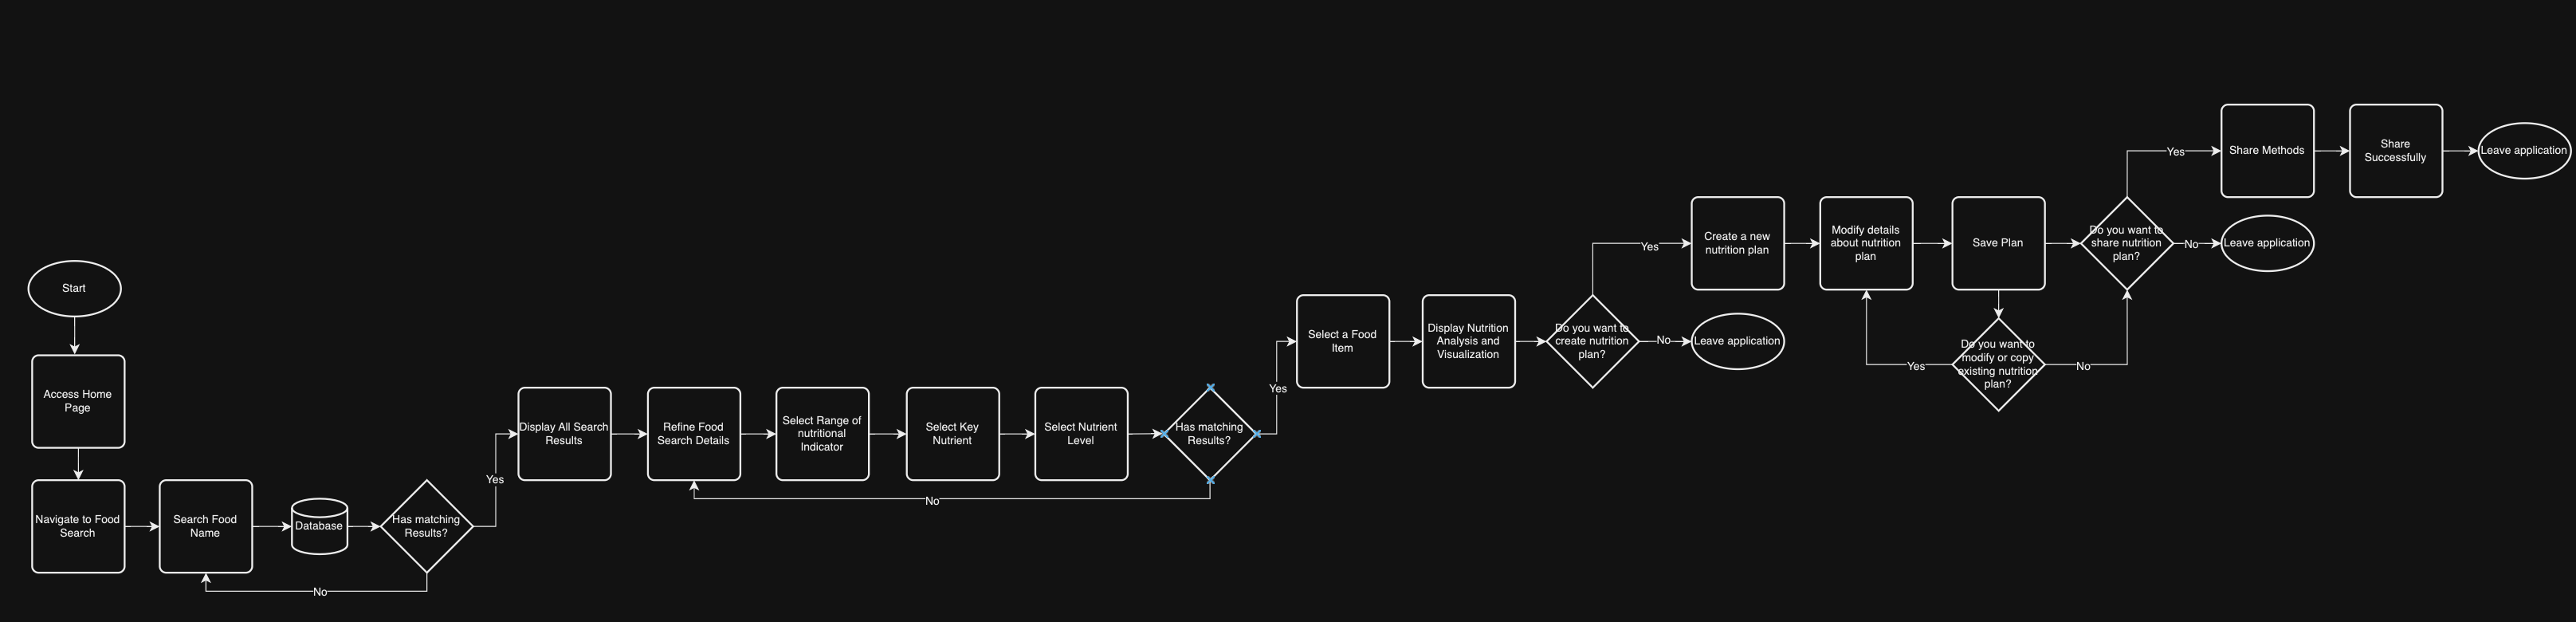 Start
Access Home
Page
Navigate to Food
Search
Search Food
Name
Database
Has matching
Results?
No
Yes
Display All Search
Results
Refine Food
Search Details
Select Range of
nutritional
Indicator
Select Key
Nutrient
Select Nutrient
Level
Has matching
Results?
No
Yes
Select a Food
Item
Display Nutrition
Analysis and
Visualization
Do you want to
create nutrition
plan?
No
Leave application
Yes
Create a new
nutrition plan
Modify details
about nutrition
plan
Save Plan
Do you want to
modify or copy
existing nutrition
plan?
Yes
No
Do you want to
share nutrition
plan?
No
Leave application
Yes
Share Methods
Share
Successfully
Leave application